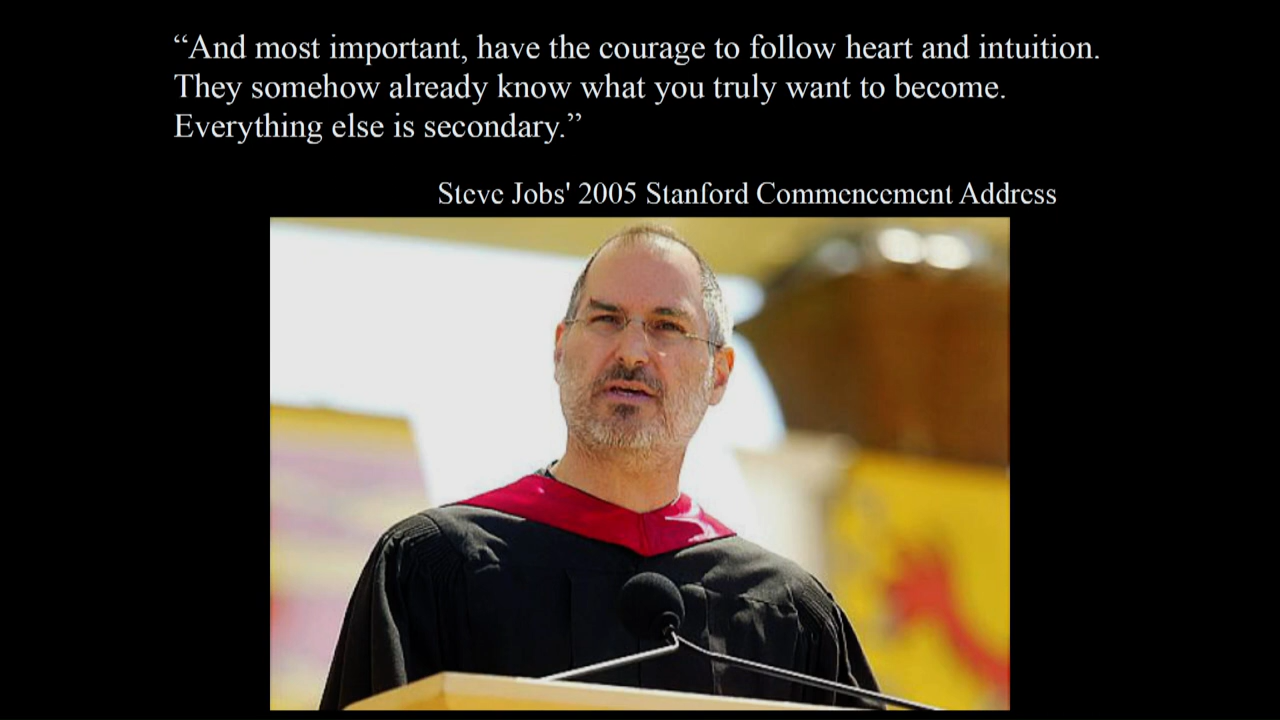 “And most important, have the courage to follow heart and intuition.
They somehow already know what you truly want to become.
Everything else is secondary.”
Steve Jobs' 2005 Stanford Commencement Address